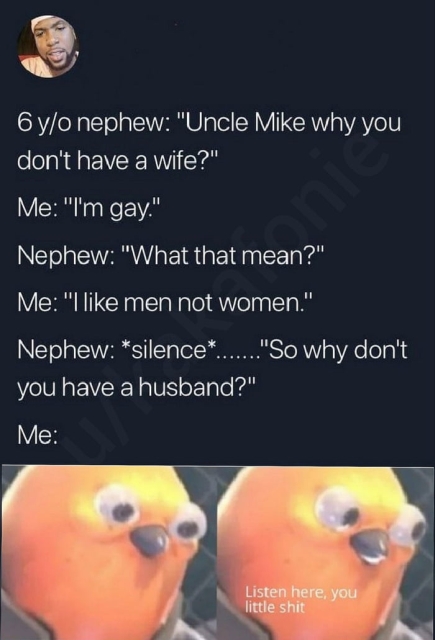 6 y/o nephew: "Uncle Mike why you
don't have a wife?"
Me: "I'm gay."
Nephew: "What that mean?"
Me: "I like men not women."
Nephew: *silence*......."So why don't
you have a husband?"
Me:
Listen here, you
little shit